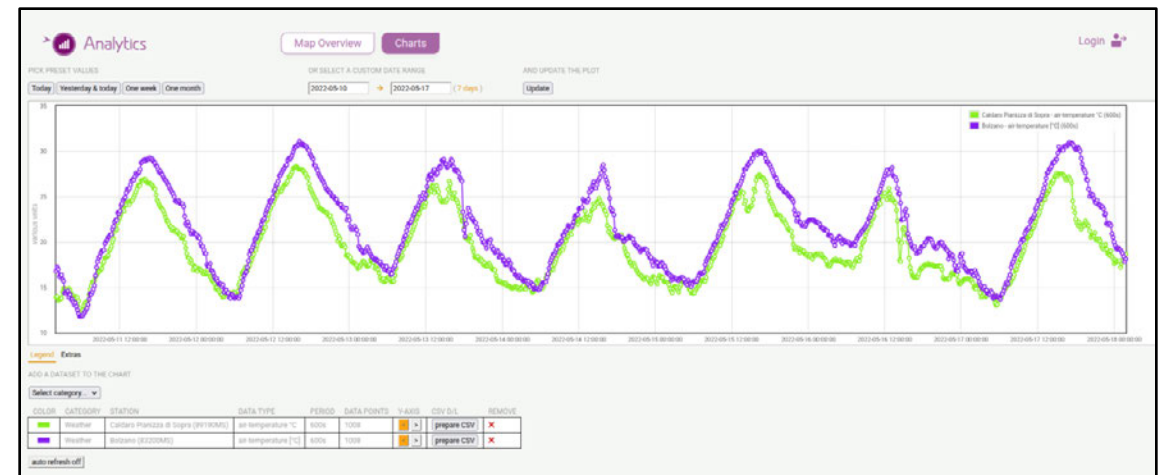 Analytics
Map Overview Charts
Login
PICK PRESET VALUES
OR SELECT A CUSTOM DATE RANGE
AND UPDATE THE PLOT
Today Yesterday & today One week One month
2022-05-10 → 2022-05-17 (7 days)
Update
35
Caldaro Pianizza di Sopra - air-temperature °C (600s)
Bolzano - air-temperature [°C] (600s)
30
25
various units
20
15
10
2022-05-11 12:00:00 2022-05-12 00:00:00 2022-05-12 12:00:00 2022-05-13 00:00:00 2022-05-13 12:00:00 2022-05-14 00:00:00 2022-05-14 12:00:00 2022-05-15 00:00:00 2022-05-15 12:00:00 2022-05-16 00:00:00 2022-05-16 12:00:00 2022-05-17 00:00:00 2022-05-17 12:00:00 2022-05-18 00:00:00
Legend Extras
ADD A DATASET TO THE CHART
Select category...
COLOR CATEGORY STATION DATA TYPE PERIOD DATA POINTS Y-AXIS CSV D/L REMOVE
Weather Caldaro Pianizza di Sopra (89190MS) air-temperature °C 600s 1008 < > prepare CSV ×
Weather Bolzano (83200MS) air-temperature [°C] 600s 1008 < > prepare CSV ×
auto refresh off